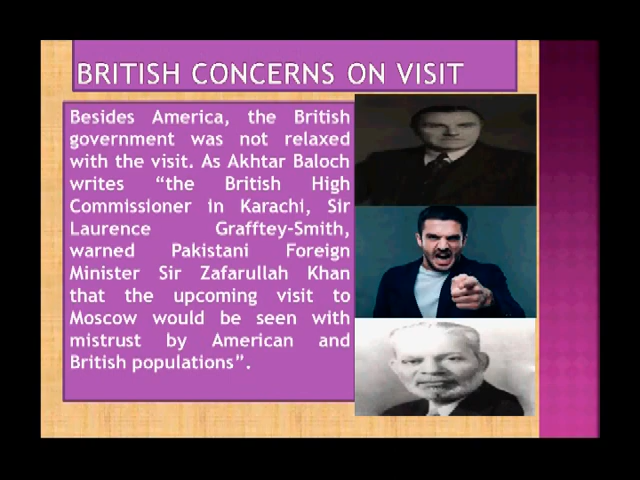 BRITISH CONCERNS ON VISIT
Besides America, the British
government was not relaxed
with the visit. As Akhtar Baloch
writes “the British High
Commissioner in Karachi, Sir
Laurence Grafftey-Smith,
warned Pakistani Foreign
Minister Sir Zafarullah Khan
that the upcoming visit to
Moscow would be seen with
mistrust by American and
British populations”.